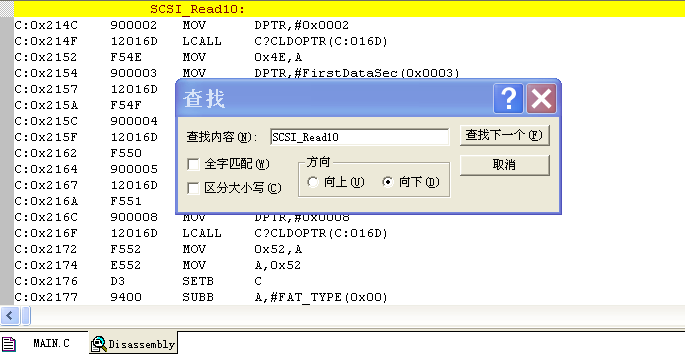 SCSI_Read10:
C:0x214C 900002 MOV DPTR,#0x0002
C:0x214F 12016D LCALL C?CLDOPTR(C:016D)
C:0x2152 F54E MOV 0x4E,A
C:0x2154 900003 MOV DPTR,#FirstDataSec(0x0003)
C:0x2157 12016D
C:0x215A F54F
C:0x215C 900004
C:0x215F 12016D
C:0x2162 F550
C:0x2164 900005
C:0x2167 12016D
C:0x216A F551
C:0x216C 900008 MOV DPTR,#0x0008
C:0x216F 12016D LCALL C?CLDOPTR(C:016D)
C:0x2172 F552 MOV 0x52,A
C:0x2174 E552 MOV A,0x52
C:0x2176 D3 SETB C
C:0x2177 9400 SUBB A,#FAT_TYPE(0x00)
查找
查找内容(N): SCSI_Read10 查找下一个(F)
全字匹配(W) 方向 取消
区分大小写(C) 向上(U) 向下(D)
MAIN.C Disassembly